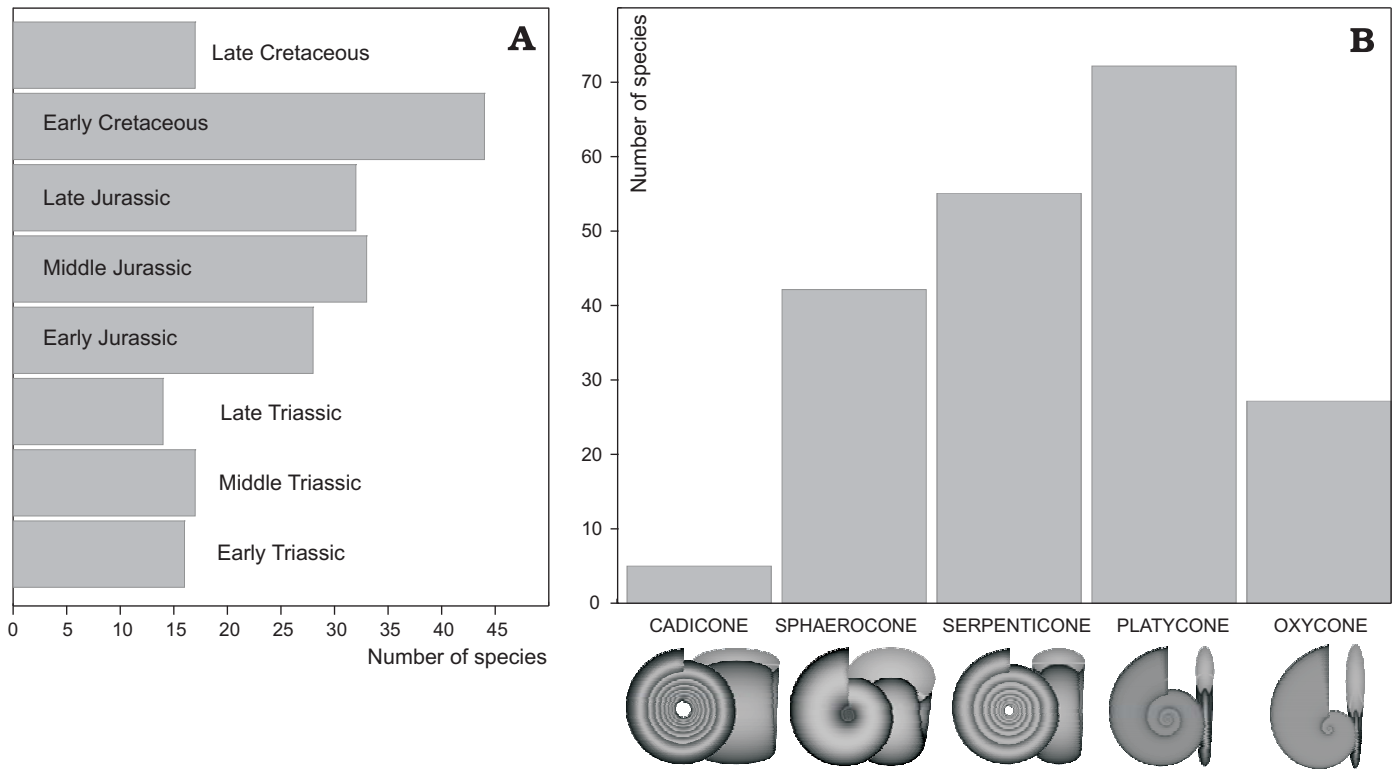 A
Late Cretaceous
Early Cretaceous
Late Jurassic
Middle Jurassic
Early Jurassic
Late Triassic
Middle Triassic
Early Triassic
0 5 10 15 20 25 30 35 40 45
Number of species
B
Number of species
70
60
50
40
30
20
10
0
CADICONE SPHAEROCONE SERPENTICONE PLATYCONE OXYCONE